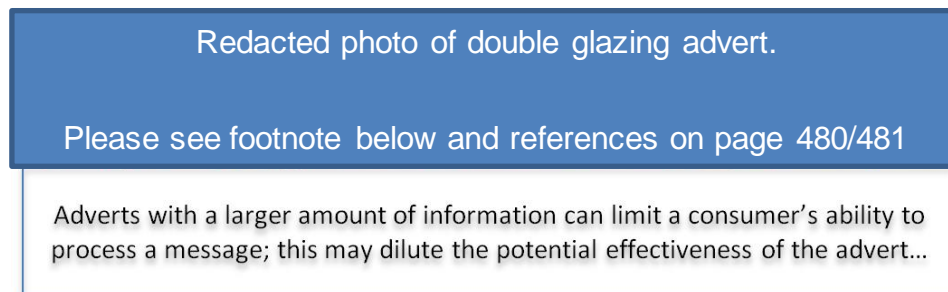 Redacted photo of double glazing advert.
Please see footnote below and references on page 480/481
Adverts with a larger amount of information can limit a consumer’s ability to
process a message; this may dilute the potential effectiveness of the advert…